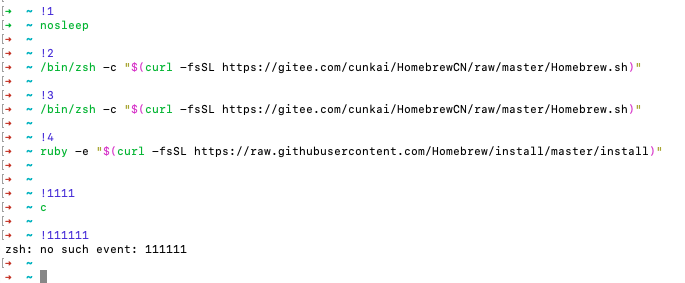 [➜ ~ !1
[➜ ~ nosleep
[➜ ~
[➜ ~ !2
[➜ ~ /bin/zsh -c "$(curl -fsSL https://gitee.com/cunkai/HomebrewCN/raw/master/Homebrew.sh)"
[➜ ~
[➜ ~ !3
[➜ ~ /bin/zsh -c "$(curl -fsSL https://gitee.com/cunkai/HomebrewCN/raw/master/Homebrew.sh)"
[➜ ~
[➜ ~ !4
[➜ ~ ruby -e "$(curl -fsSL https://raw.githubusercontent.com/Homebrew/install/master/install)"
[➜ ~
[➜ ~
[➜ ~ !1111
[➜ ~ c
[➜ ~
[➜ ~ !111111
zsh: no such event: 111111
[➜ ~
➜ ~